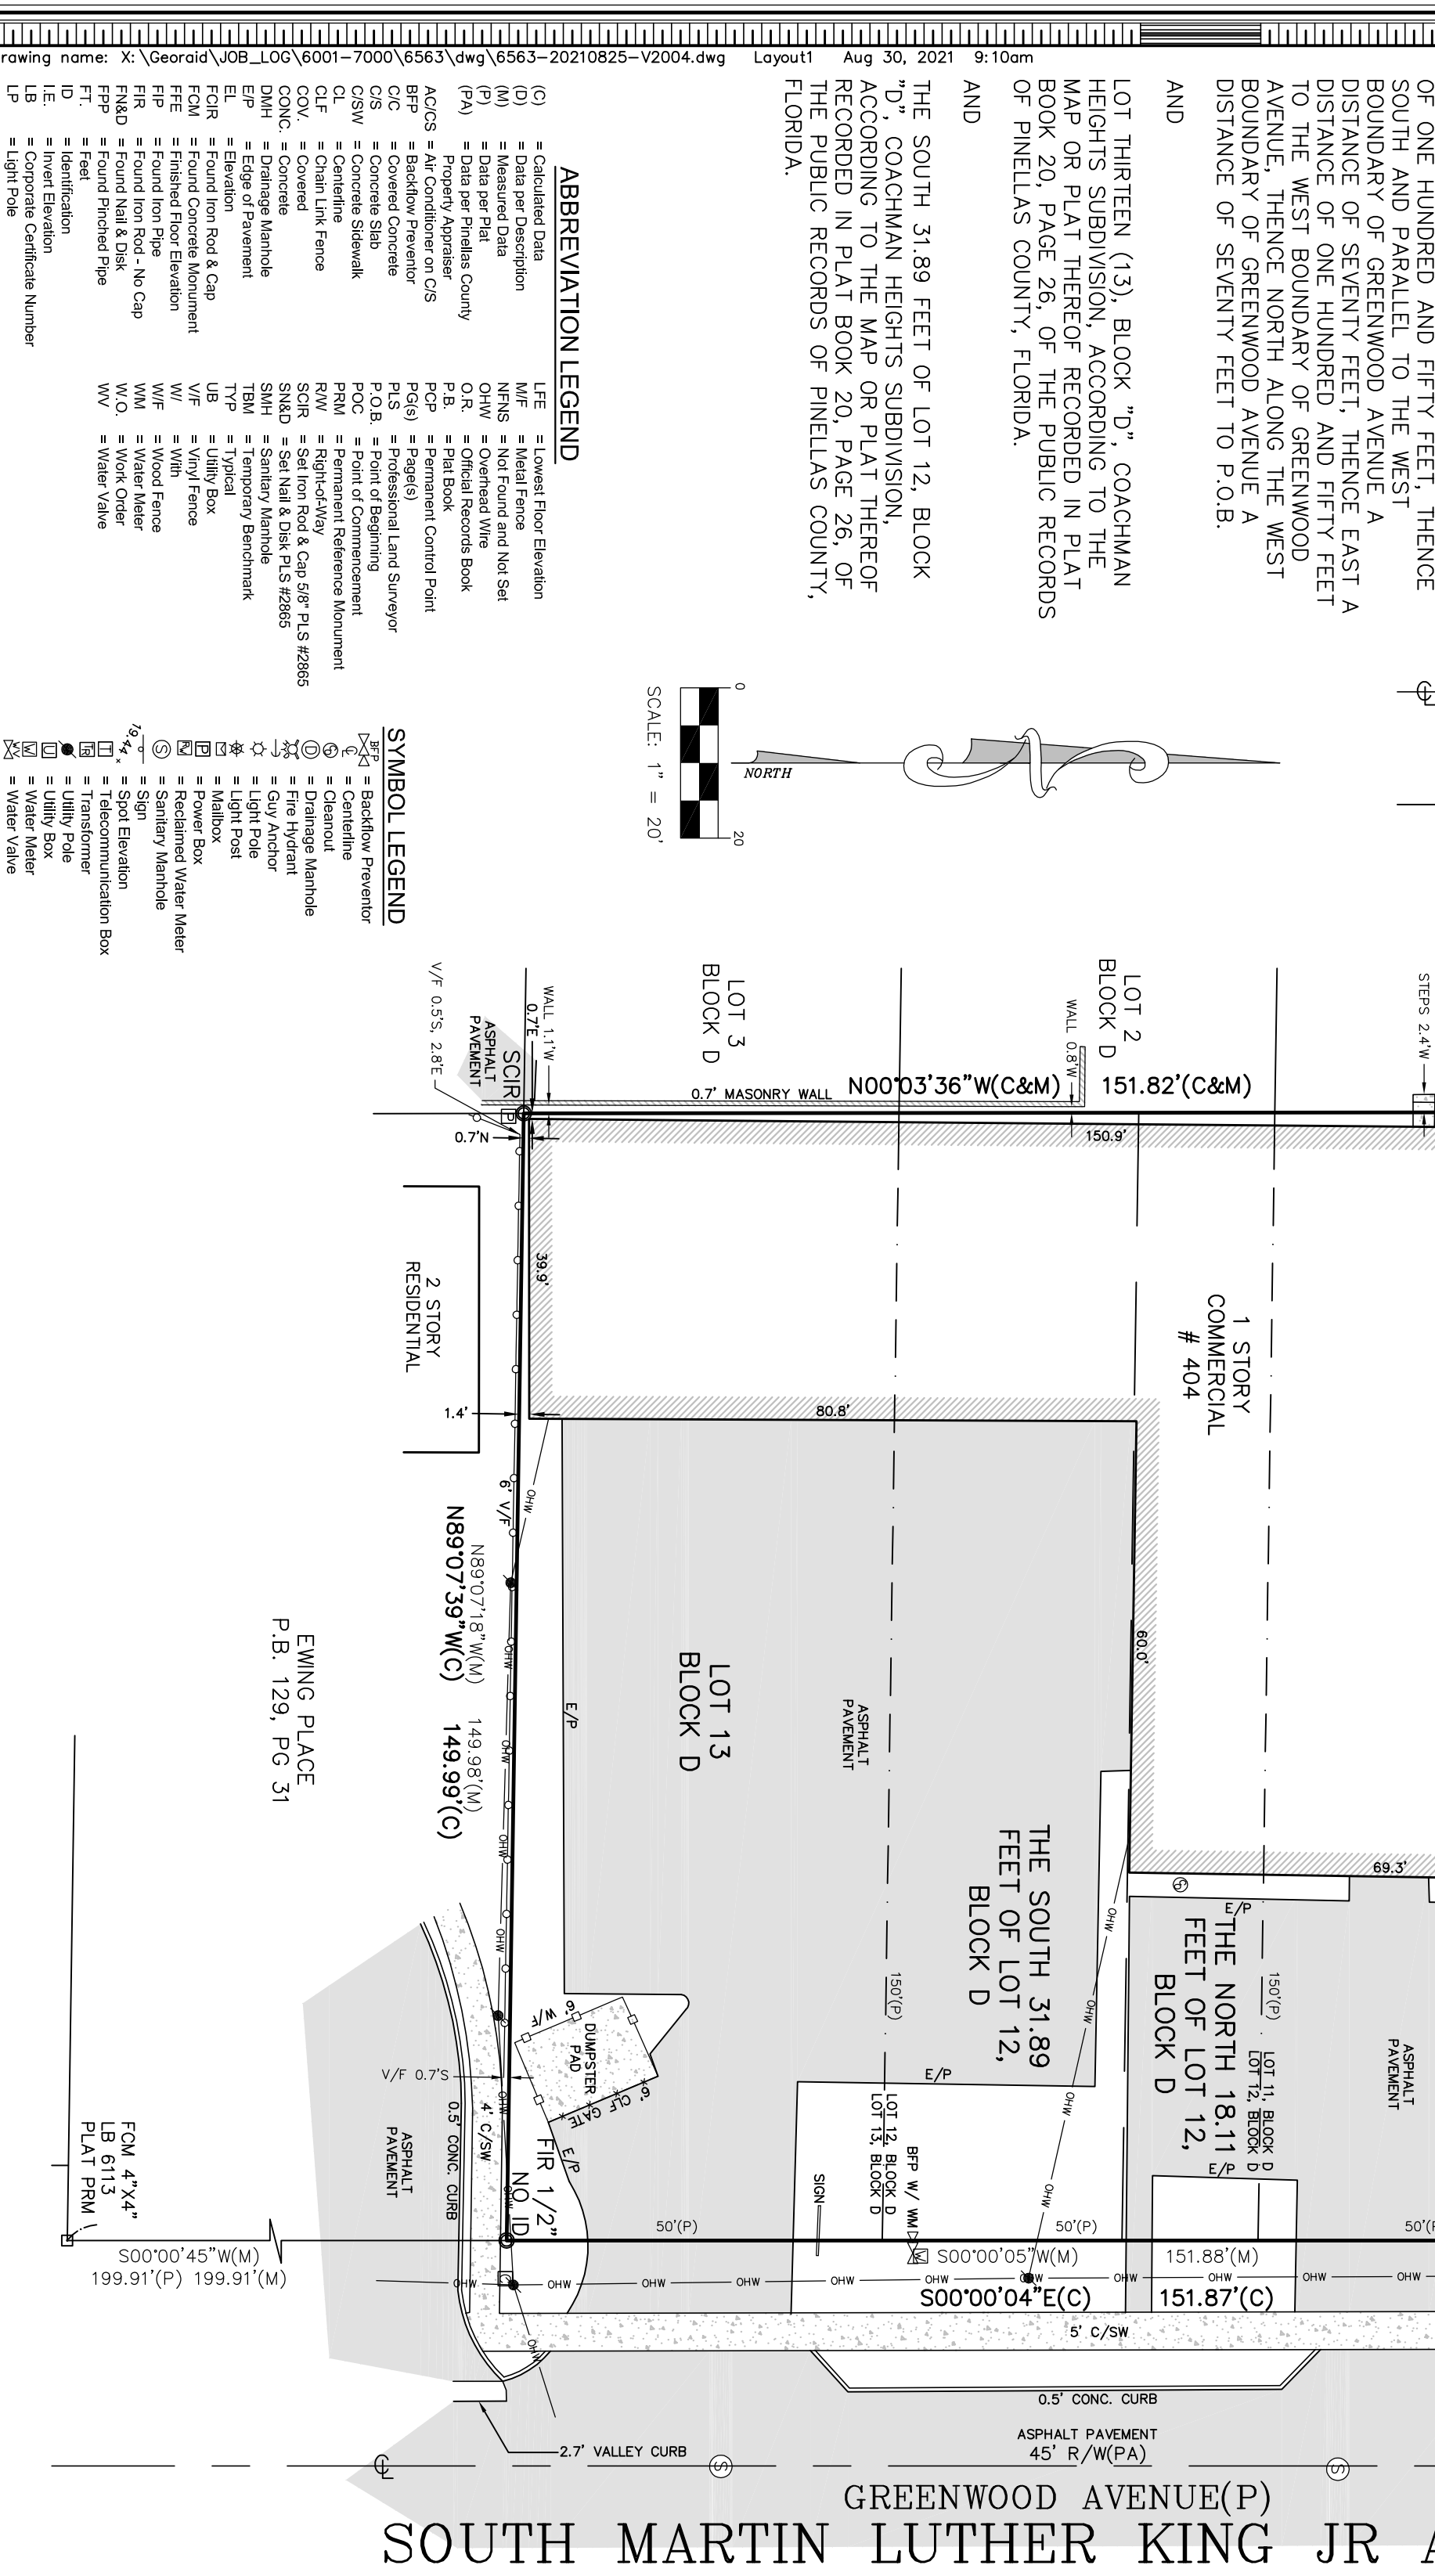 rawing name: X:\Georaid\JOB_LOG\6001-7000\6563\dwg\6563-20210825-V2004.dwg Layout1 Aug 30, 2021 9:10am
OF ONE HUNDRED AND FIFTY FEET, THENCE
SOUTH AND PARALLEL TO THE WEST
BOUNDARY OF GREENWOOD AVENUE A
DISTANCE OF SEVENTY FEET, THENCE EAST A
DISTANCE OF ONE HUNDRED AND FIFTY FEET
TO THE WEST BOUNDARY OF GREENWOOD
AVENUE, THENCE NORTH ALONG THE WEST
BOUNDARY OF GREENWOOD AVENUE A
DISTANCE OF SEVENTY FEET TO P.O.B.
AND
LOT THIRTEEN (13), BLOCK "D", COACHMAN
HEIGHTS SUBDIVISION, ACCORDING TO THE
MAP OR PLAT THEREOF RECORDED IN PLAT
BOOK 20, PAGE 26, OF THE PUBLIC RECORDS
OF PINELLAS COUNTY, FLORIDA.
AND
THE SOUTH 31.89 FEET OF LOT 12, BLOCK
"D", COACHMAN HEIGHTS SUBDIVISION,
ACCORDING TO THE MAP OR PLAT THEREOF
RECORDED IN PLAT BOOK 20, PAGE 26, OF
THE PUBLIC RECORDS OF PINELLAS COUNTY,
FLORIDA.
ABBREVIATION LEGEND
(C) = Calculated Data
(D) = Data per Description
(M) = Measured Data
(P) = Data per Plat
(PA) = Data per Pinellas County
Property Appraiser
AC/CS = Air Conditioner on C/S
BFP = Backflow Preventor
C/C = Covered Concrete
C/S = Concrete Slab
C/SW = Concrete Sidewalk
CL = Centerline
CLF = Chain Link Fence
COV. = Covered
CONC. = Concrete
DMH = Drainage Manhole
E/P = Edge of Pavement
EL = Elevation
FCIR = Found Iron Rod & Cap
FCM = Found Concrete Monument
FFE = Finished Floor Elevation
FIP = Found Iron Pipe
FIR = Found Iron Rod - No Cap
FN&D = Found Nail & Disk
FPP = Found Pinched Pipe
FT. = Feet
ID = Identification
I.E. = Invert Elevation
LB = Corporate Certificate Number
LP = Light Pole
LFE = Lowest Floor Elevation
M/F = Metal Fence
NFNS = Not Found and Not Set
OHW = Overhead Wire
O.R. = Official Records Book
P.B. = Plat Book
PCP = Permanent Control Point
PG(s) = Page(s)
PLS = Professional Land Surveyor
P.O.B. = Point of Beginning
POC = Point of Commencement
PRM = Permanent Reference Monument
R/W = Right-of-Way
SCIR = Set Iron Rod & Cap 5/8" PLS #2865
SN&D = Set Nail & Disk PLS #2865
SMH = Sanitary Manhole
TBM = Temporary Benchmark
TYP = Typical
UB = Utility Box
V/F = Vinyl Fence
W/ = With
W/F = Wood Fence
WM = Water Meter
W.O. = Work Order
WV = Water Valve
SYMBOL LEGEND
BFP = Backflow Preventor
= Centerline
= Cleanout
D = Drainage Manhole
= Fire Hydrant
= Guy Anchor
= Light Pole
= Light Post
= Mailbox
P = Power Box
= Reclaimed Water Meter
S = Sanitary Manhole
= Sign
19.4 = Spot Elevation
T = Telecommunication Box
= Transformer
= Utility Pole
U = Utility Box
W = Water Meter
WV = Water Valve
0 20
NORTH
SCALE: 1" = 20'
STEPS 2.4'W
LOT 2
BLOCK D
WALL 0.8'W
LOT 3
BLOCK D
WALL 1.1'W
0.7'E
SCIR
ASPHALT
PAVEMENT
V/F 0.5'S, 2.8'E
0.7' MASONRY WALL
N00°03'36"W(C&M) 151.82'(C&M)
150.9'
P
0.7'N
39.9'
2 STORY
RESIDENTIAL
1 STORY
COMMERCIAL
# 404
80.8'
1.4'
6' V/F
OHW
60.0'
N89°07'18"W(M) 149.98'(M)
N89°07'39"W(C) 149.99'(C)
EWING PLACE
P.B. 129, PG 31
OHW
OHW
OHW
OHW
E/P
LOT 13
BLOCK D
ASPHALT
PAVEMENT
69.3'
THE SOUTH 31.89
FEET OF LOT 12,
BLOCK D
E/P
THE NORTH 18.11
FEET OF LOT 12,
BLOCK D
150'(P)
150'(P)
OHW
OHW
OHW
OHW
LOT 11, BLOCK D
LOT 12, BLOCK D
ASPHALT
PAVEMENT
6' W/F
DUMPSTER
PAD
6' CLF GATE
E/P
V/F 0.7'S
0.5' CONC. CURB
4' C/SW
ASPHALT
PAVEMENT
LOT 12, BLOCK D
LOT 13, BLOCK D
BFP W/ WM
W
SIGN
E/P
E/P
FIR 1/2"
NO ID
OHW
OHW
FCM 4"X4"
LB 6113
PLAT PRM
50'(P)
50'(P)
50'(P
S00°00'45"W(M)
199.91'(P) 199.91'(M)
S00°00'05"W(M) 151.88'(M)
S00°00'04"E(C) 151.87'(C)
OHW
OHW
OHW
OHW
OHW
OHW
OHW
OHW
OHW
OHW
OHW
OHW
5' C/SW
0.5' CONC. CURB
ASPHALT PAVEMENT
45' R/W(PA)
2.7' VALLEY CURB
S
S
GREENWOOD AVENUE(P)
SOUTH MARTIN LUTHER KING JR A